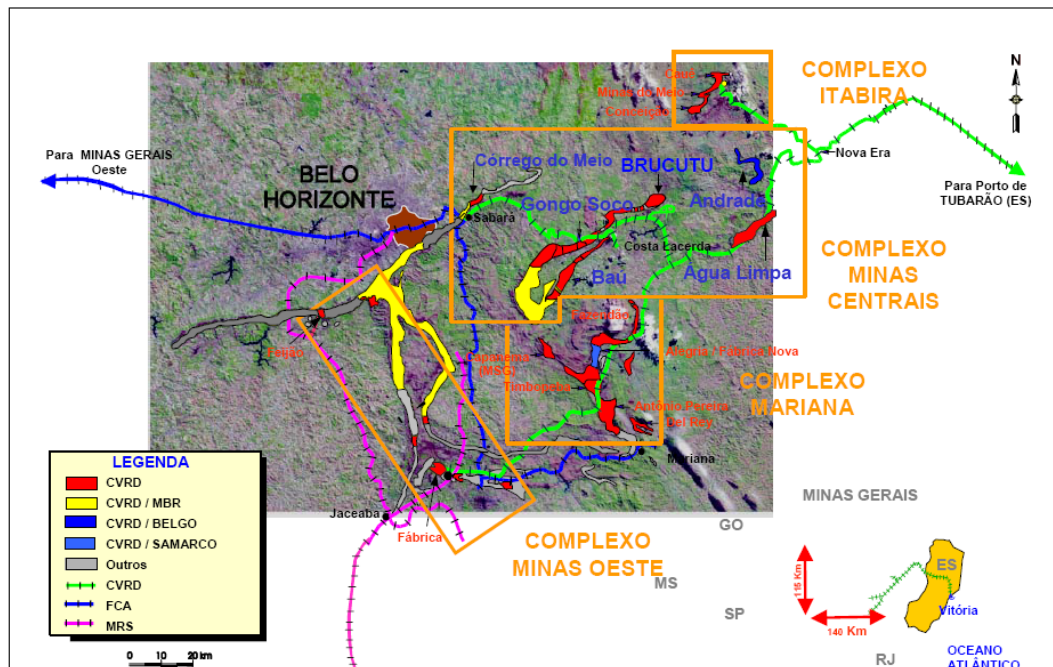 COMPLEXO
ITABIRA
N
Cauê
Minas do Meio
Conceição
Nova Era
Para Porto de
TUBARÃO (ES)
Para MINAS GERAIS
Oeste
BELO
HORIZONTE
Corrego do Meio
BRUCUTU
Andrade
Sabará
Gongo Soco
Costa Lacerda
Baú
Agua Limpa
COMPLEXO
MINAS
CENTRAIS
Fazendão
Feijão
Capanema
(MSG)
Alegria / Fábrica Nova
Timbopeba
COMPLEXO
MARIANA
Antônio Pereira
Del Rey
Mariana
Jaceaba
Fábrica
COMPLEXO
MINAS OESTE
LEGENDA
CVRD
CVRD / MBR
CVRD / BELGO
CVRD / SAMARCO
Outros
CVRD
FCA
MRS
0 10 20 km
MINAS GERAIS
GO
MS
SP
RJ
ES
Vitória
115 Km
140 Km
OCEANO
ATLÂNTICO